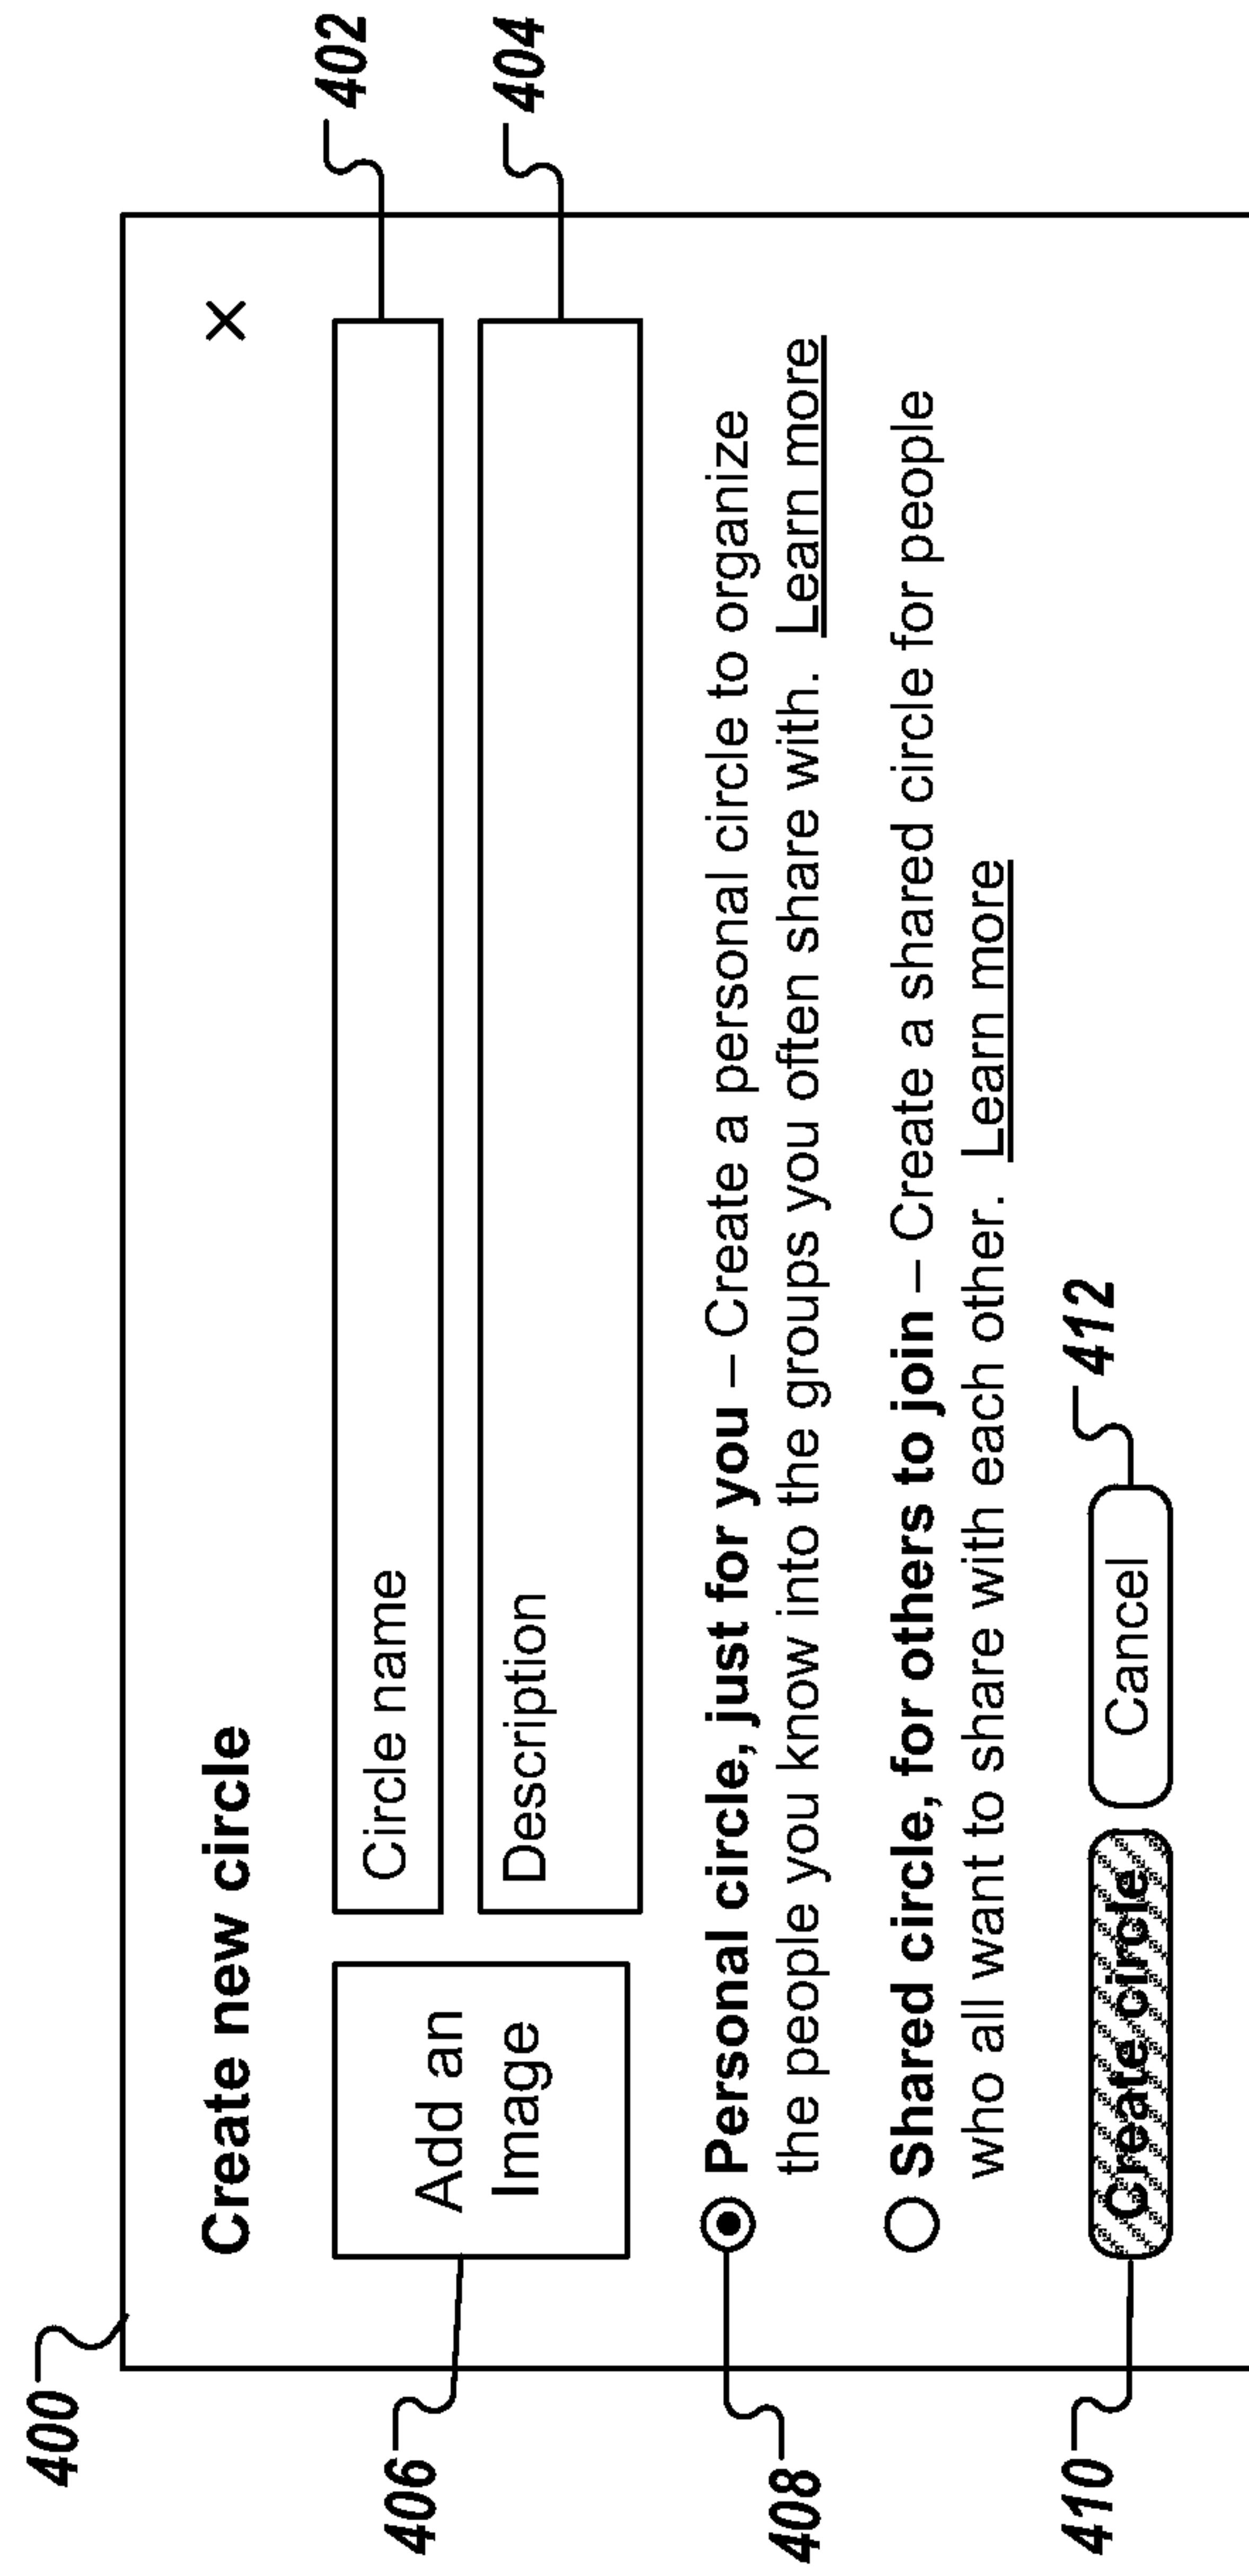 400
Create new circle
×
406
Add an
Image
Circle name
402
Description
404
408
Personal circle, just for you – Create a personal circle to organize
the people you know into the groups you often share with. Learn more
Shared circle, for others to join – Create a shared circle for people
who all want to share with each other. Learn more
410
Create circle
Cancel
412